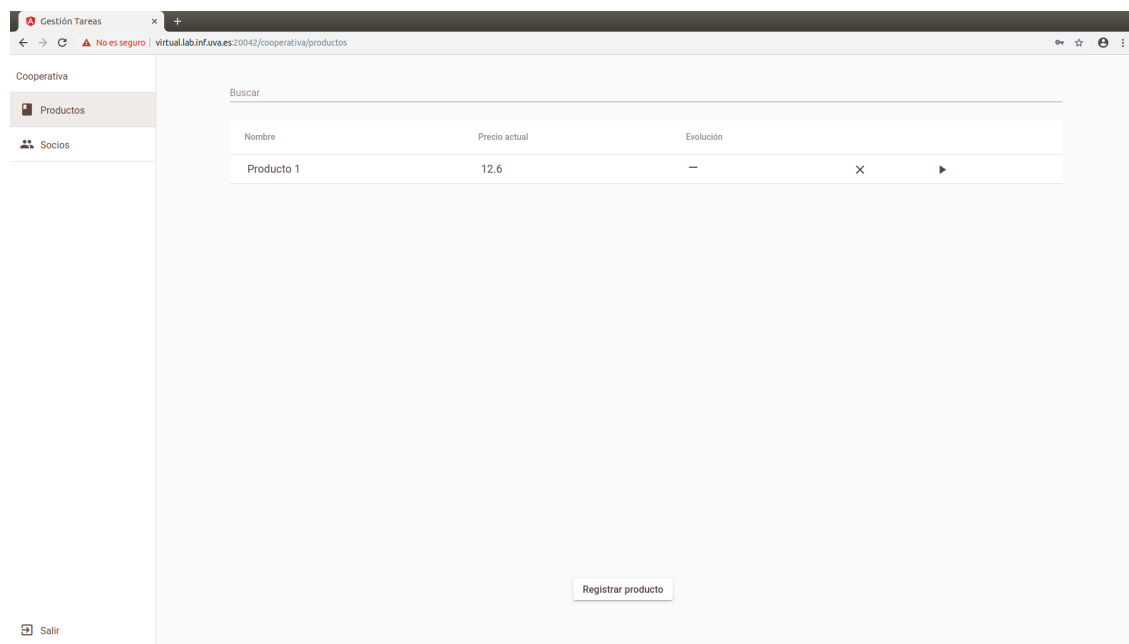 Gestión Tareas
No es seguro | virtual.lab.inf.uva.es:20042/cooperativa/productos
Cooperativa
Productos
Socios
Buscar
Nombre Precio actual Evolución
Producto 1 12.6 —
Registrar producto
Salir